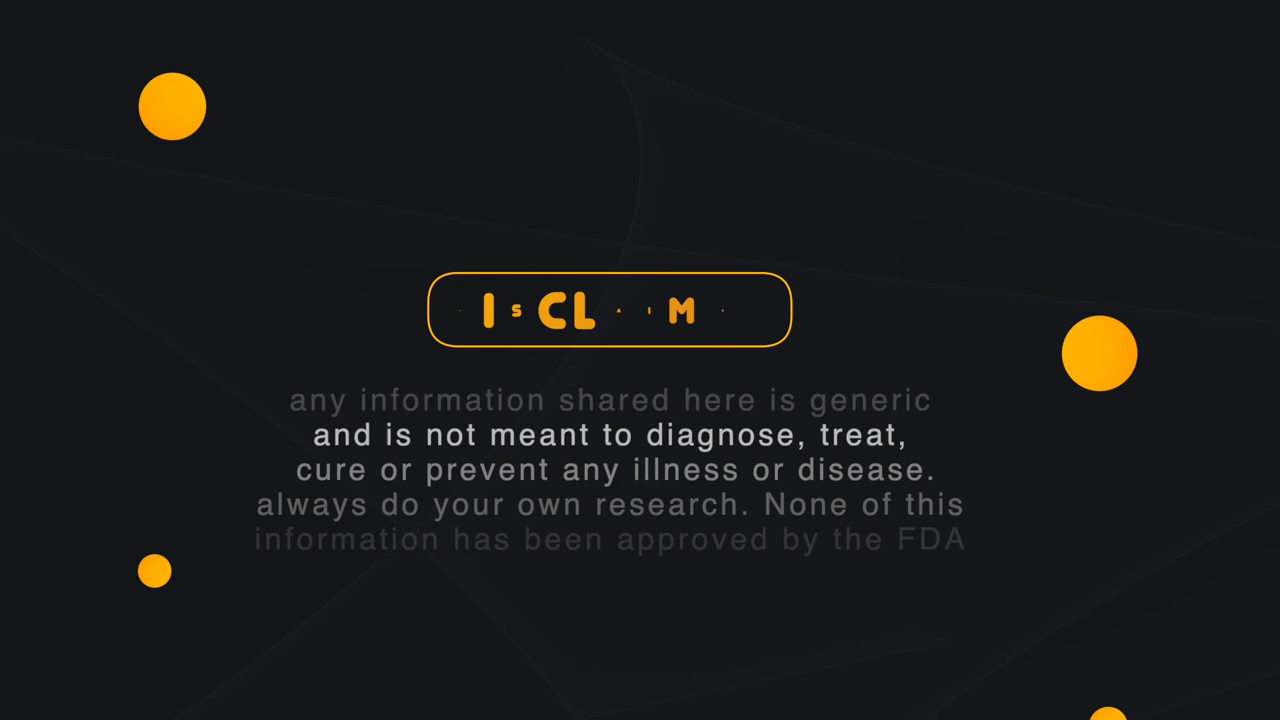 IsCLAIM
any information shared here is generic
and is not meant to diagnose, treat,
cure or prevent any illness or disease.
always do your own research. None of this
information has been approved by the FDA